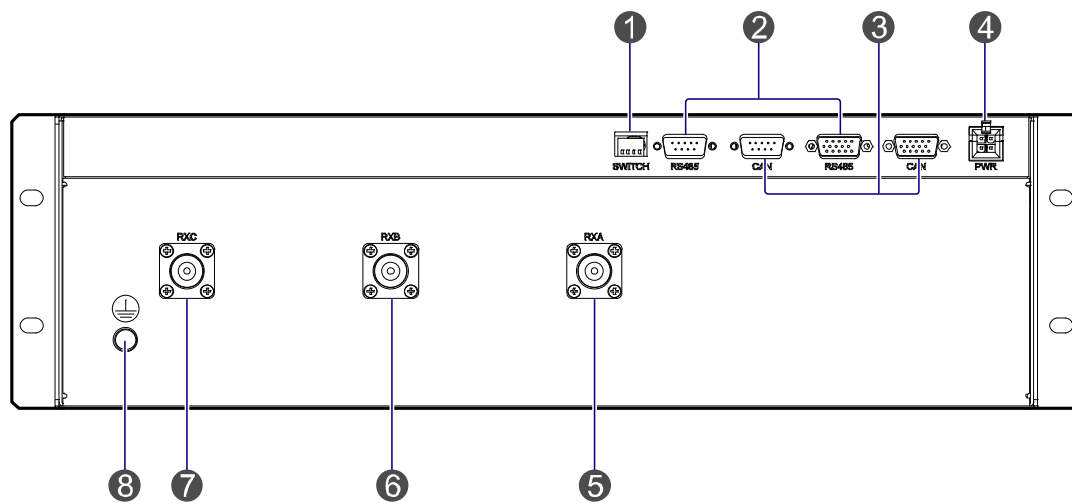 1 2 3 4
SWITCH RS485 CAN RS485 CAN PWR
RXC RXB RXA
8 7 6 5